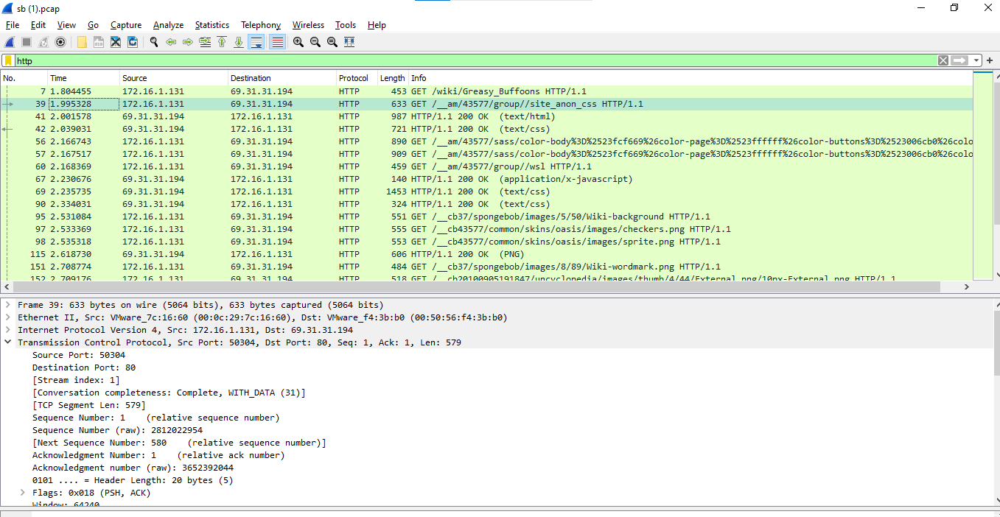 sb (1).pcap
File Edit View Go Capture Analyze Statistics Telephony Wireless Tools Help
http
No. Time Source Destination Protocol Length Info
7 1.804455 172.16.1.131 69.31.31.194 HTTP 453 GET /wiki/Greasy_Buffoons HTTP/1.1
39 1.995328 172.16.1.131 69.31.31.194 HTTP 633 GET /__am/43577/group//site_anon_css HTTP/1.1
41 2.001578 69.31.31.194 172.16.1.131 HTTP 987 HTTP/1.1 200 OK (text/html)
42 2.039031 69.31.31.194 172.16.1.131 HTTP 721 HTTP/1.1 200 OK (text/css)
56 2.166743 172.16.1.131 69.31.31.194 HTTP 890 GET /__am/43577/sass/color-body%3D%2523fcf669%26color-page%3D%2523ffffff%26color-buttons%3D%2523006cb0%26colo
57 2.167517 172.16.1.131 69.31.31.194 HTTP 909 GET /__am/43577/sass/color-body%3D%2523fcf669%26color-page%3D%2523ffffff%26color-buttons%3D%2523006cb0%26colo
60 2.168369 172.16.1.131 69.31.31.194 HTTP 459 GET /__am/43577/group//wsl HTTP/1.1
67 2.230676 69.31.31.194 172.16.1.131 HTTP 140 HTTP/1.1 200 OK (application/x-javascript)
69 2.235735 69.31.31.194 172.16.1.131 HTTP 1453 HTTP/1.1 200 OK (text/css)
90 2.334031 69.31.31.194 172.16.1.131 HTTP 324 HTTP/1.1 200 OK (text/css)
95 2.531084 172.16.1.131 69.31.31.194 HTTP 551 GET /__cb37/spongebob/images/5/50/Wiki-background HTTP/1.1
97 2.533369 172.16.1.131 69.31.31.194 HTTP 555 GET /__cb43577/common/skins/oasis/images/checkers.png HTTP/1.1
98 2.535318 172.16.1.131 69.31.31.194 HTTP 553 GET /__cb43577/common/skins/oasis/images/sprite.png HTTP/1.1
115 2.618730 69.31.31.194 172.16.1.131 HTTP 606 HTTP/1.1 200 OK (PNG)
151 2.708774 172.16.1.131 69.31.31.194 HTTP 484 GET /__cb37/spongebob/images/8/89/Wiki-wordmark.png HTTP/1.1
152 2.709176 172.16.1.131 69.31.31.194 HTTP 518 GET /__cb20100905191847/uncyclopedia/images/thumb/4/44/External.png/10px-External.png HTTP/1.1
Frame 39: 633 bytes on wire (5064 bits), 633 bytes captured (5064 bits)
Ethernet II, Src: VMware_7c:16:60 (00:0c:29:7c:16:60), Dst: VMware_f4:3b:b0 (00:50:56:f4:3b:b0)
Internet Protocol Version 4, Src: 172.16.1.131, Dst: 69.31.31.194
Transmission Control Protocol, Src Port: 50304, Dst Port: 80, Seq: 1, Ack: 1, Len: 579
Source Port: 50304
Destination Port: 80
[Stream index: 1]
[Conversation completeness: Complete, WITH_DATA (31)]
[TCP Segment Len: 579]
Sequence Number: 1 (relative sequence number)
Sequence Number (raw): 2812022954
[Next Sequence Number: 580 (relative sequence number)]
Acknowledgment Number: 1 (relative ack number)
Acknowledgment number (raw): 3652392044
0101 .... = Header Length: 20 bytes (5)
Flags: 0x018 (PSH, ACK)
Window: 64240